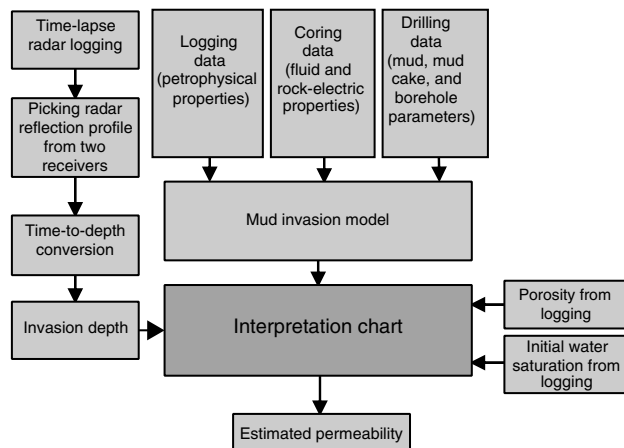 Time-lapse
radar logging
Picking radar
reflection profile
from two
receivers
Time-to-depth
conversion
Invasion depth
Logging
data
(petrophysical
properties)
Coring
data
(fluid and
rock-electric
properties)
Drilling
data
(mud, mud
cake, and
borehole
parameters)
Mud invasion model
Interpretation chart
Porosity from
logging
Initial water
saturation from
logging
Estimated permeability